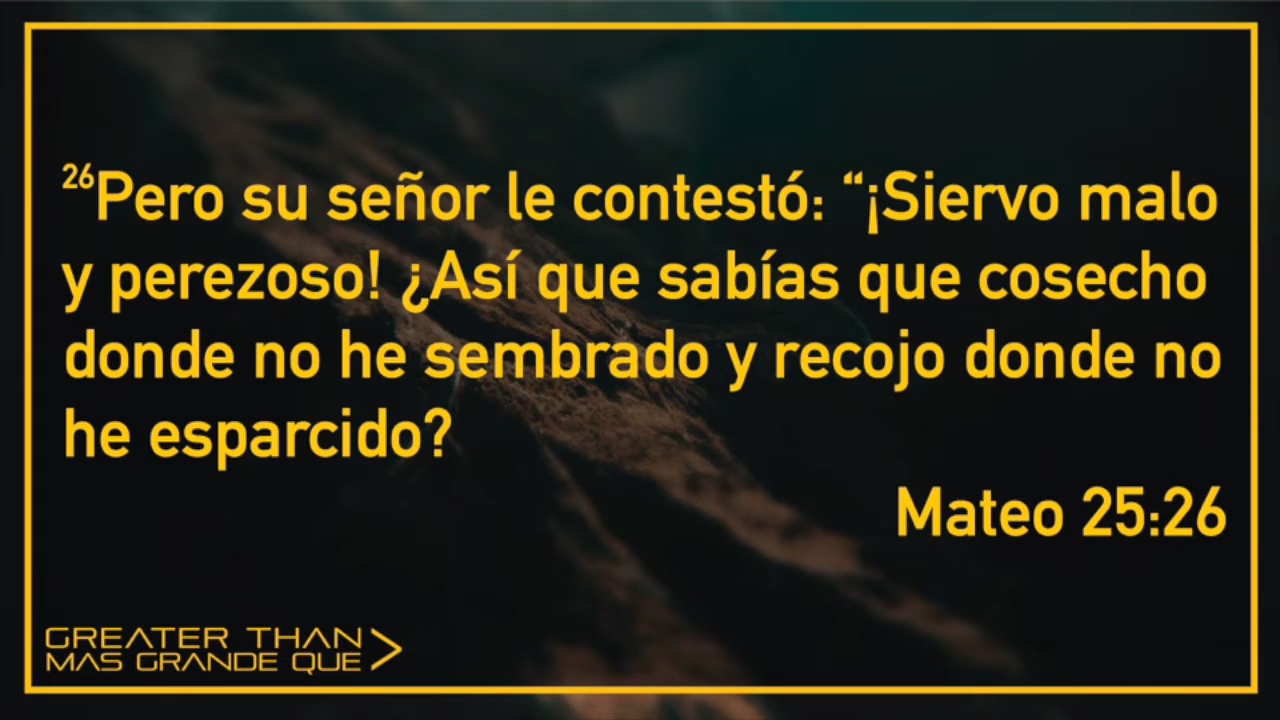 26Pero su señor le contestó: “¡Siervo malo
y perezoso! ¿Así que sabías que cosecho
donde no he sembrado y recojo donde no
he esparcido?
Mateo 25:26
GREATER THAN
MAS GRANDE QUE >